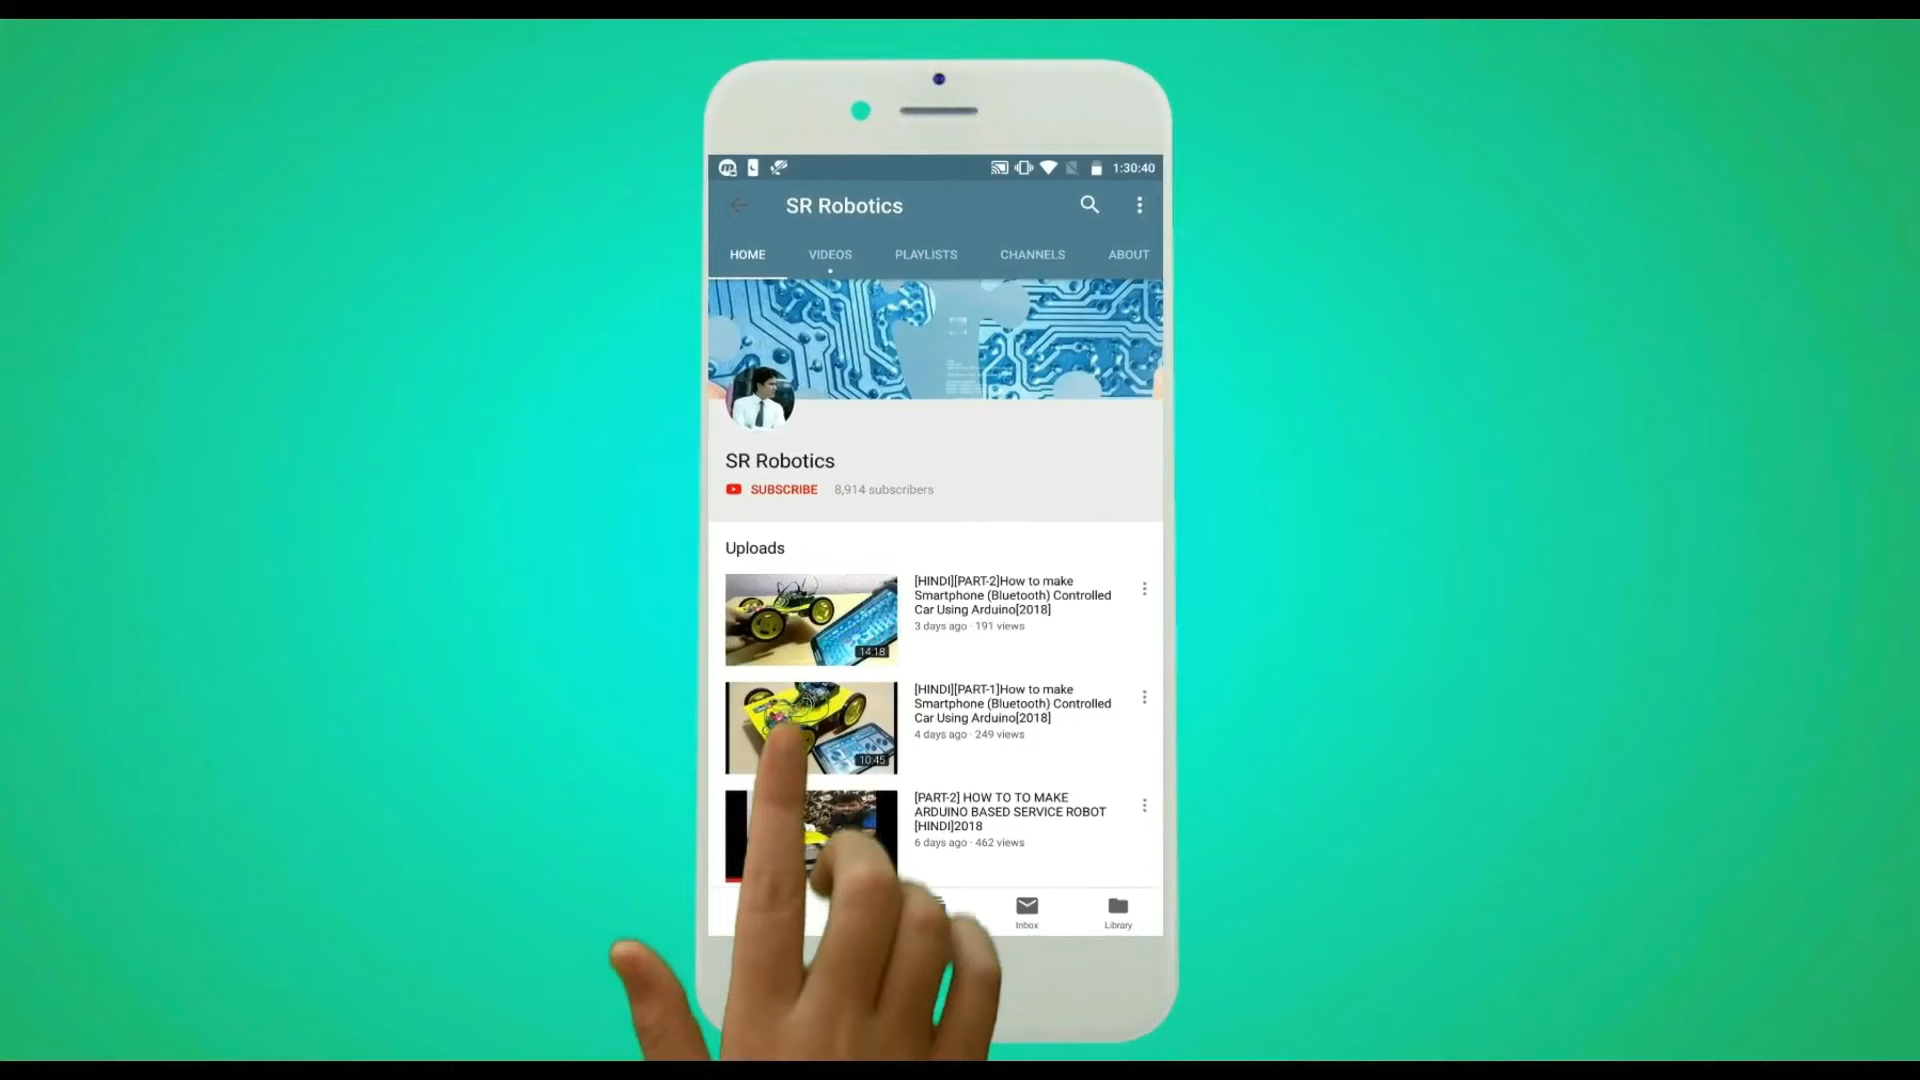 1:30:40
SR Robotics
HOME VIDEOS PLAYLISTS CHANNELS ABOUT
SR Robotics
SUBSCRIBE 8,914 subscribers
Uploads
[HINDI][PART-2]How to make
Smartphone (Bluetooth) Controlled
Car Using Arduino[2018]
3 days ago · 191 views
14:18
[HINDI][PART-1]How to make
Smartphone (Bluetooth) Controlled
Car Using Arduino[2018]
4 days ago · 249 views
10:45
[PART-2] HOW TO TO MAKE
ARDUINO BASED SERVICE ROBOT
[HINDI]2018
6 days ago · 462 views
Inbox Library